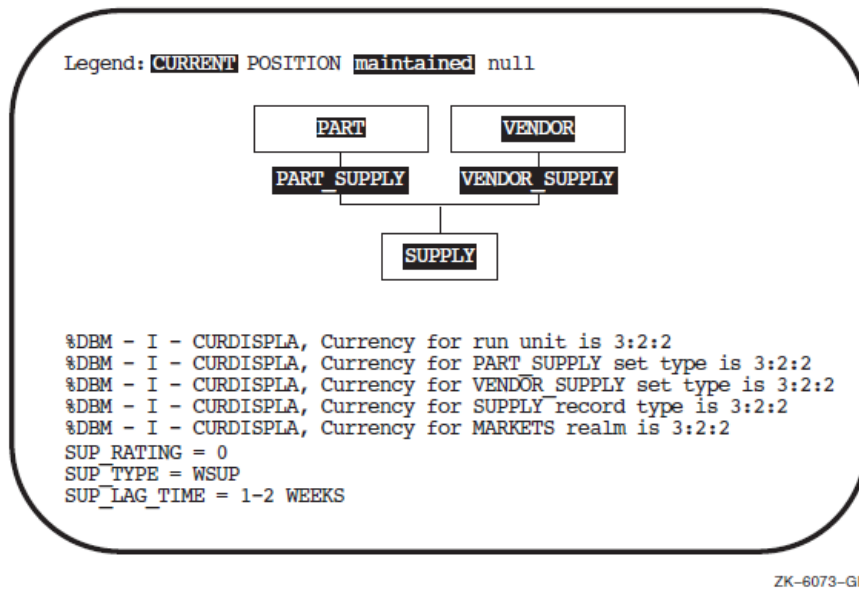 Legend: CURRENT POSITION maintained null
PART VENDOR
PART_SUPPLY VENDOR_SUPPLY
SUPPLY
%DBM - I - CURDISPLA, Currency for run unit is 3:2:2
%DBM - I - CURDISPLA, Currency for PART_SUPPLY set type is 3:2:2
%DBM - I - CURDISPLA, Currency for VENDOR_SUPPLY set type is 3:2:2
%DBM - I - CURDISPLA, Currency for SUPPLY record type is 3:2:2
%DBM - I - CURDISPLA, Currency for MARKETS realm is 3:2:2
SUP_RATING = 0
SUP_TYPE = WSUP
SUP_LAG_TIME = 1-2 WEEKS